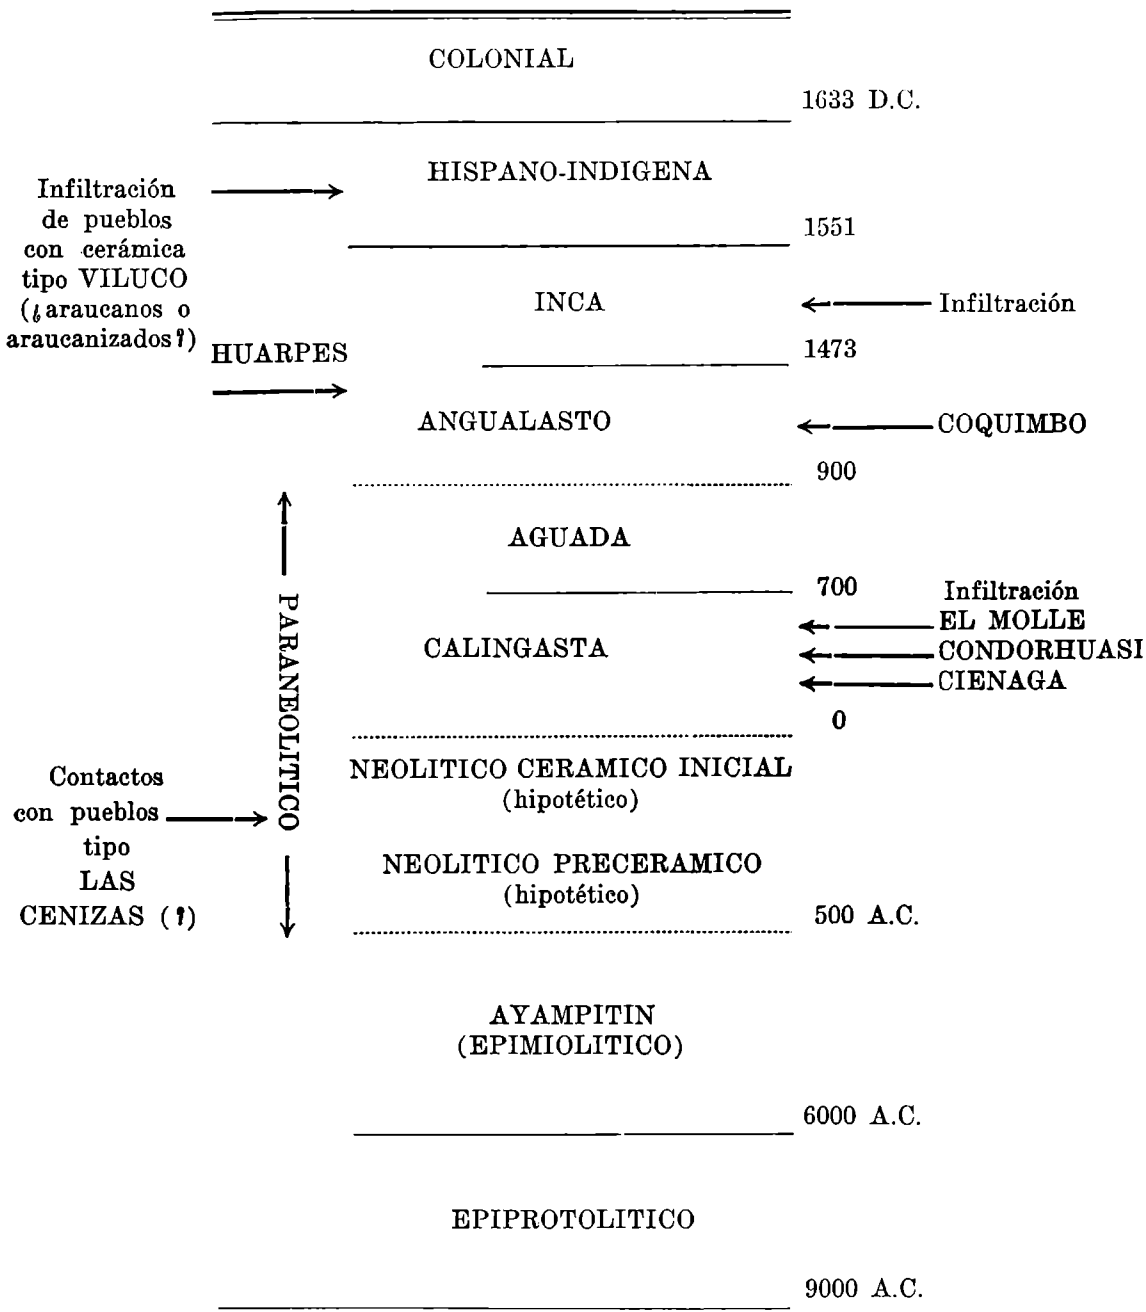 COLONIAL
1633 D.C.
HISPANO-INDIGENA
Infiltración
de pueblos
con cerámica
tipo VILUCO
(¿araucanos o
araucanizados?)
1551
INCA
Infiltración
HUARPES
1473
ANGUALASTO
COQUIMBO
900
AGUADA
700
Infiltración
EL MOLLE
CONDORHUASI
CIENAGA
CALINGASTA
PARANEOLITICO
0
NEOLITICO CERAMICO INICIAL
(hipotético)
Contactos
con pueblos
tipo
LAS
CENIZAS (?)
NEOLITICO PRECERAMICO
(hipotético)
500 A.C.
AYAMPITIN
(EPIMIOLITICO)
6000 A.C.
EPIPROTOLITICO
9000 A.C.